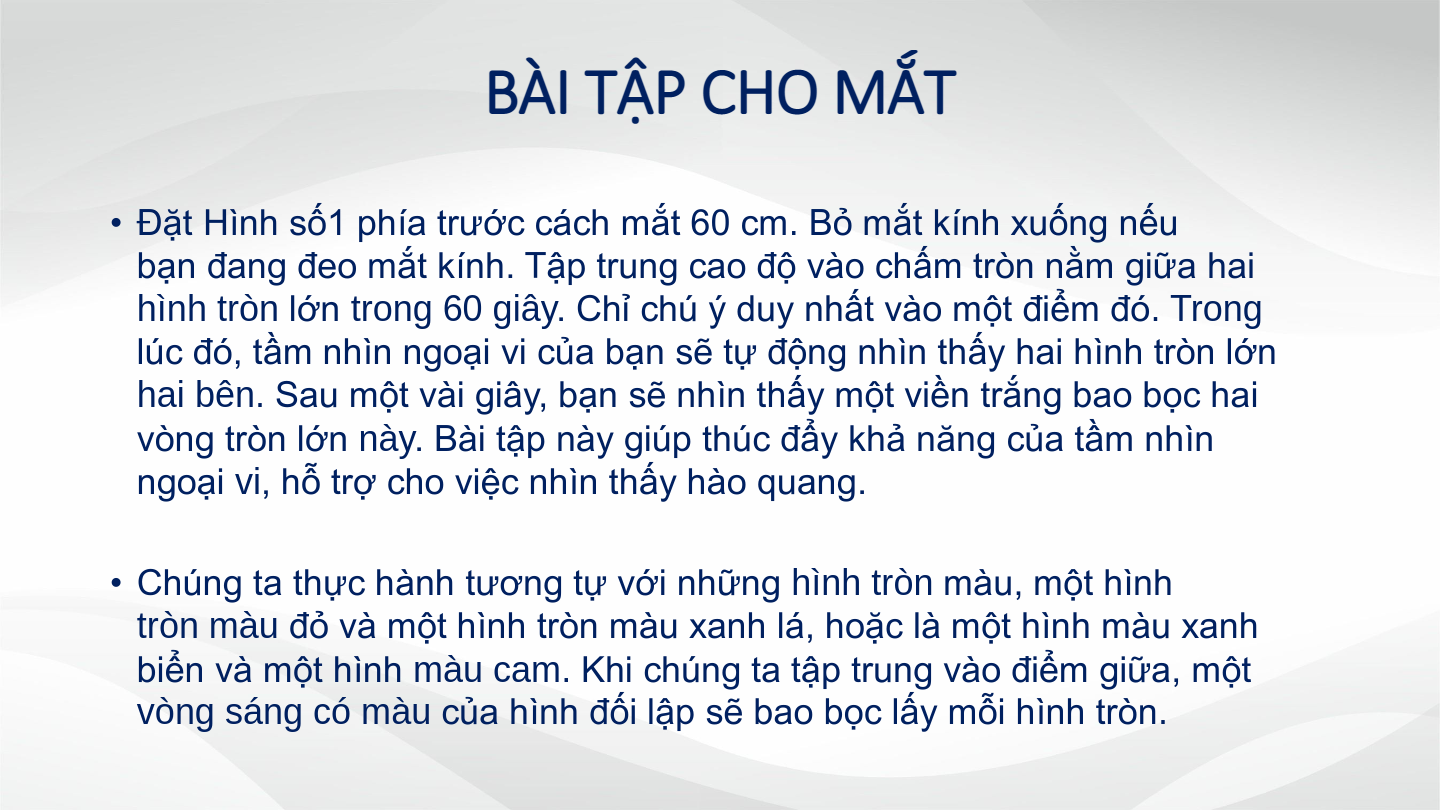 BÀI TẬP CHO MẮT
• Đặt Hình số1 phía trước cách mắt 60 cm. Bỏ mắt kính xuống nếu
bạn đang đeo mắt kính. Tập trung cao độ vào chấm tròn nằm giữa hai
hình tròn lớn trong 60 giây. Chỉ chú ý duy nhất vào một điểm đó. Trong
lúc đó, tầm nhìn ngoại vi của bạn sẽ tự động nhìn thấy hai hình tròn lớn
hai bên. Sau một vài giây, bạn sẽ nhìn thấy một viền trắng bao bọc hai
vòng tròn lớn này. Bài tập này giúp thúc đẩy khả năng của tầm nhìn
ngoại vi, hỗ trợ cho việc nhìn thấy hào quang.
• Chúng ta thực hành tương tự với những hình tròn màu, một hình
tròn màu đỏ và một hình tròn màu xanh lá, hoặc là một hình màu xanh
biển và một hình màu cam. Khi chúng ta tập trung vào điểm giữa, một
vòng sáng có màu của hình đối lập sẽ bao bọc lấy mỗi hình tròn.